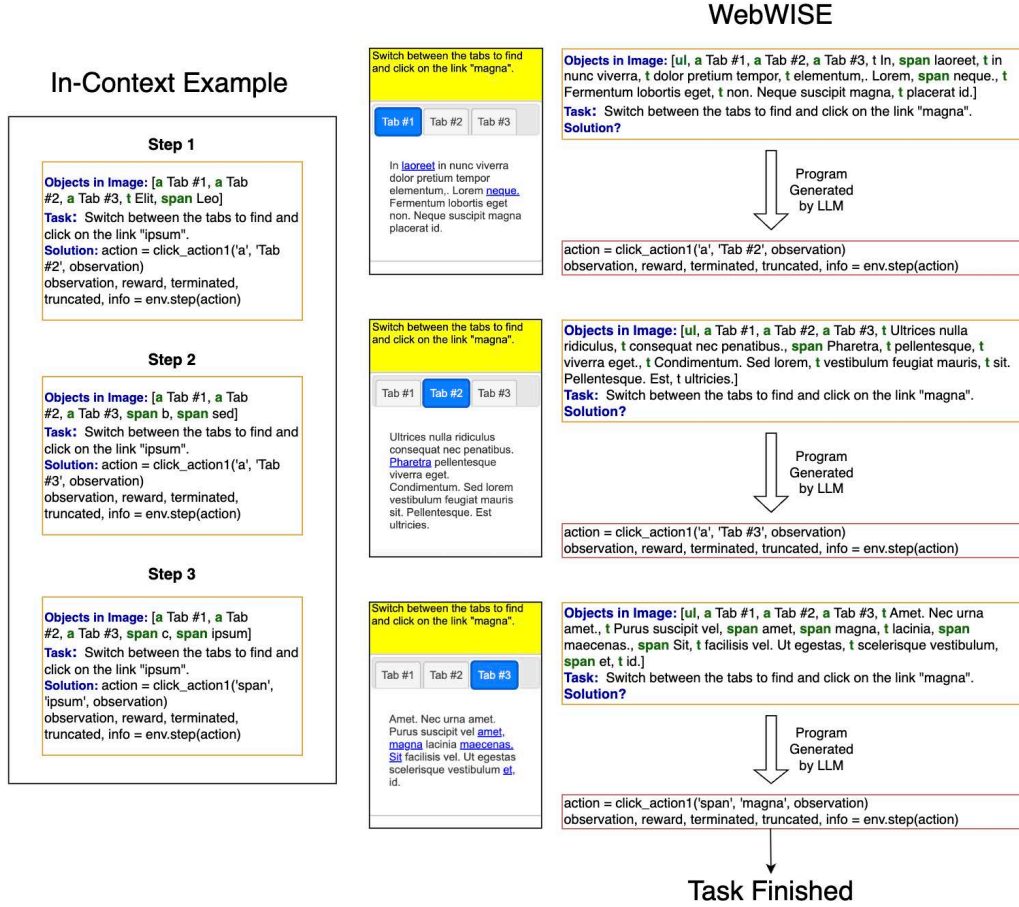 WebWISE
In-Context Example
Step 1
Objects in Image: [a Tab #1, a Tab
#2, a Tab #3, t Elit, span Leo]
Task: Switch between the tabs to find and
click on the link "ipsum".
Solution: action = click_action1('a', 'Tab
#2', observation)
observation, reward, terminated,
truncated, info = env.step(action)
Step 2
Objects in Image: [a Tab #1, a Tab
#2, a Tab #3, span b, span sed]
Task: Switch between the tabs to find and
click on the link "ipsum".
Solution: action = click_action1('a', 'Tab
#3', observation)
observation, reward, terminated,
truncated, info = env.step(action)
Step 3
Objects in Image: [a Tab #1, a Tab
#2, a Tab #3, span c, span ipsum]
Task: Switch between the tabs to find and
click on the link "ipsum".
Solution: action = click_action1('span',
'ipsum', observation)
observation, reward, terminated,
truncated, info = env.step(action)
Switch between the tabs to find
and click on the link "magna".
Tab #1 Tab #2 Tab #3
In laoreet in nunc viverra
dolor pretium tempor
elementum,. Lorem neque.
Fermentum lobortis eget
non. Neque suscipit magna
placerat id.
Objects in Image: [ul, a Tab #1, a Tab #2, a Tab #3, t In, span laoreet, t in
nunc viverra, t dolor pretium tempor, t elementum,. Lorem, span neque., t
Fermentum lobortis eget, t non. Neque suscipit magna, t placerat id.]
Task: Switch between the tabs to find and click on the link "magna".
Solution?
Program
Generated
by LLM
action = click_action1('a', 'Tab #2', observation)
observation, reward, terminated, truncated, info = env.step(action)
Switch between the tabs to find
and click on the link "magna".
Tab #1 Tab #2 Tab #3
Ultrices nulla ridiculus
consequat nec penatibus.
Pharetra pellentesque
viverra eget.
Condimentum. Sed lorem
vestibulum feugiat mauris
sit. Pellentesque. Est
ultricies.
Objects in Image: [ul, a Tab #1, a Tab #2, a Tab #3, t Ultrices nulla
ridiculus, t consequat nec penatibus., span Pharetra, t pellentesque, t
viverra eget., t Condimentum. Sed lorem, t vestibulum feugiat mauris, t sit.
Pellentesque. Est, t ultricies.]
Task: Switch between the tabs to find and click on the link "magna".
Solution?
Program
Generated
by LLM
action = click_action1('a', 'Tab #3', observation)
observation, reward, terminated, truncated, info = env.step(action)
Switch between the tabs to find
and click on the link "magna".
Tab #1 Tab #2 Tab #3
Amet. Nec urna amet.
Purus suscipit vel amet,
magna lacinia maecenas.
Sit facilisis vel. Ut egestas
scelerisque vestibulum et,
id.
Objects in Image: [ul, a Tab #1, a Tab #2, a Tab #3, t Amet. Nec urna
amet., t Purus suscipit vel, span amet, span magna, t lacinia, span
maecenas., span Sit, t facilisis vel. Ut egestas, t scelerisque vestibulum,
span et, t id.]
Task: Switch between the tabs to find and click on the link "magna".
Solution?
Program
Generated
by LLM
action = click_action1('span', 'magna', observation)
observation, reward, terminated, truncated, info = env.step(action)
Task Finished